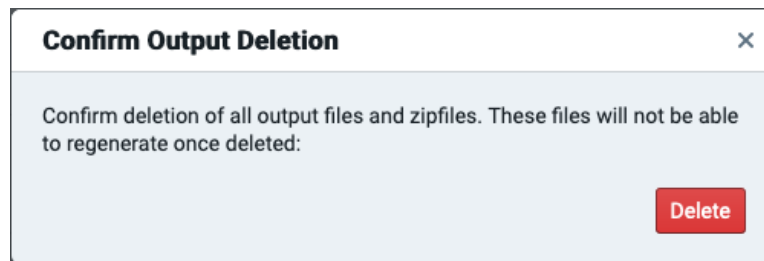 Confirm Output Deletion
Confirm deletion of all output files and zipfiles. These files will not be able
to regenerate once deleted:
Delete